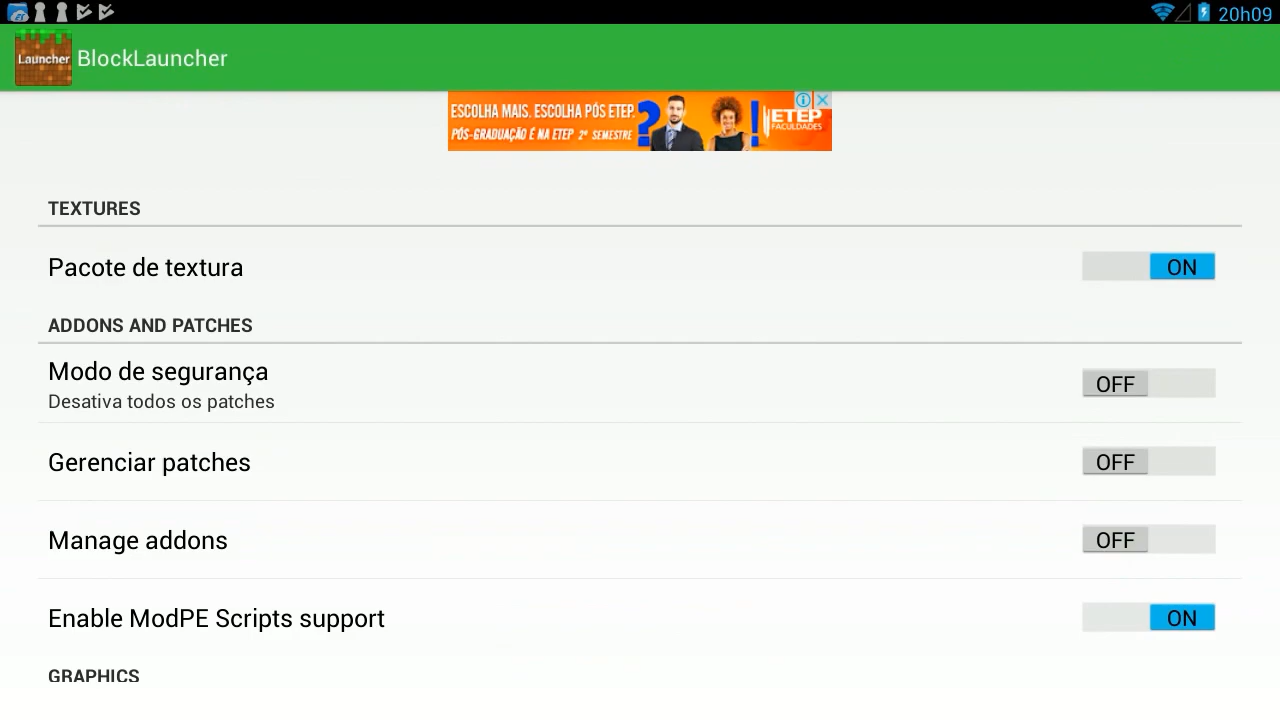 20h09
Launcher
BlockLauncher
ESCOLHA MAIS. ESCOLHA PÓS ETEP.
PÓS-GRADUAÇÃO É NA ETEP 2º SEMESTRE
?
!
ETEP
FACULDADES
TEXTURES
Pacote de textura
ON
ADDONS AND PATCHES
Modo de segurança
Desativa todos os patches
OFF
Gerenciar patches
OFF
Manage addons
OFF
Enable ModPE Scripts support
ON
GRAPHICS